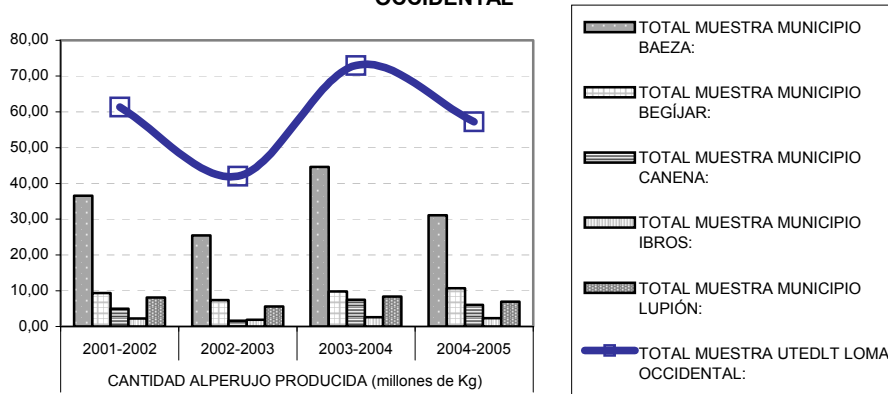 OCCIDENTAL
80,00
70,00
60,00
50,00
40,00
30,00
20,00
10,00
0,00
2001-2002 2002-2003 2003-2004 2004-2005
CANTIDAD ALPERUJO PRODUCIDA (millones de Kg)
TOTAL MUESTRA MUNICIPIO
BAEZA:
TOTAL MUESTRA MUNICIPIO
BEGÍJAR:
TOTAL MUESTRA MUNICIPIO
CANENA:
TOTAL MUESTRA MUNICIPIO
IBROS:
TOTAL MUESTRA MUNICIPIO
LUPIÓN:
TOTAL MUESTRA UTEDLT LOMA
OCCIDENTAL: